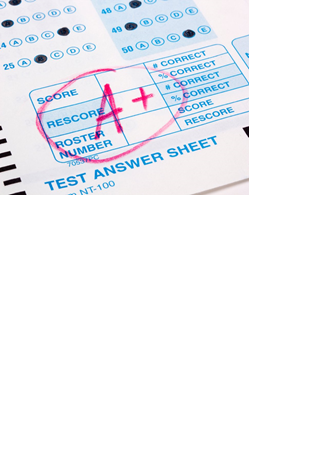 A B C D E
48 A B C D E
24 A B C D E
49 A B C D
25 A B C D E
50 A B C D
# CORRECT
% CORRECT
# CORRECT
% CORRECT
SCORE
RESCORE
SCORE
RESCORE
ROSTER
NUMBER
A+
TEST ANSWER SHEET
NT-100